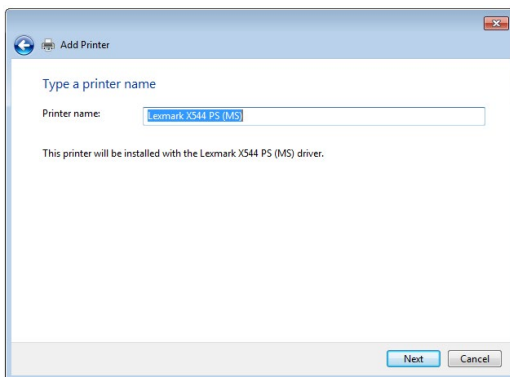 Add Printer
Type a printer name
Printer name: Lexmark X544 PS (MS)
This printer will be installed with the Lexmark X544 PS (MS) driver.
Next Cancel